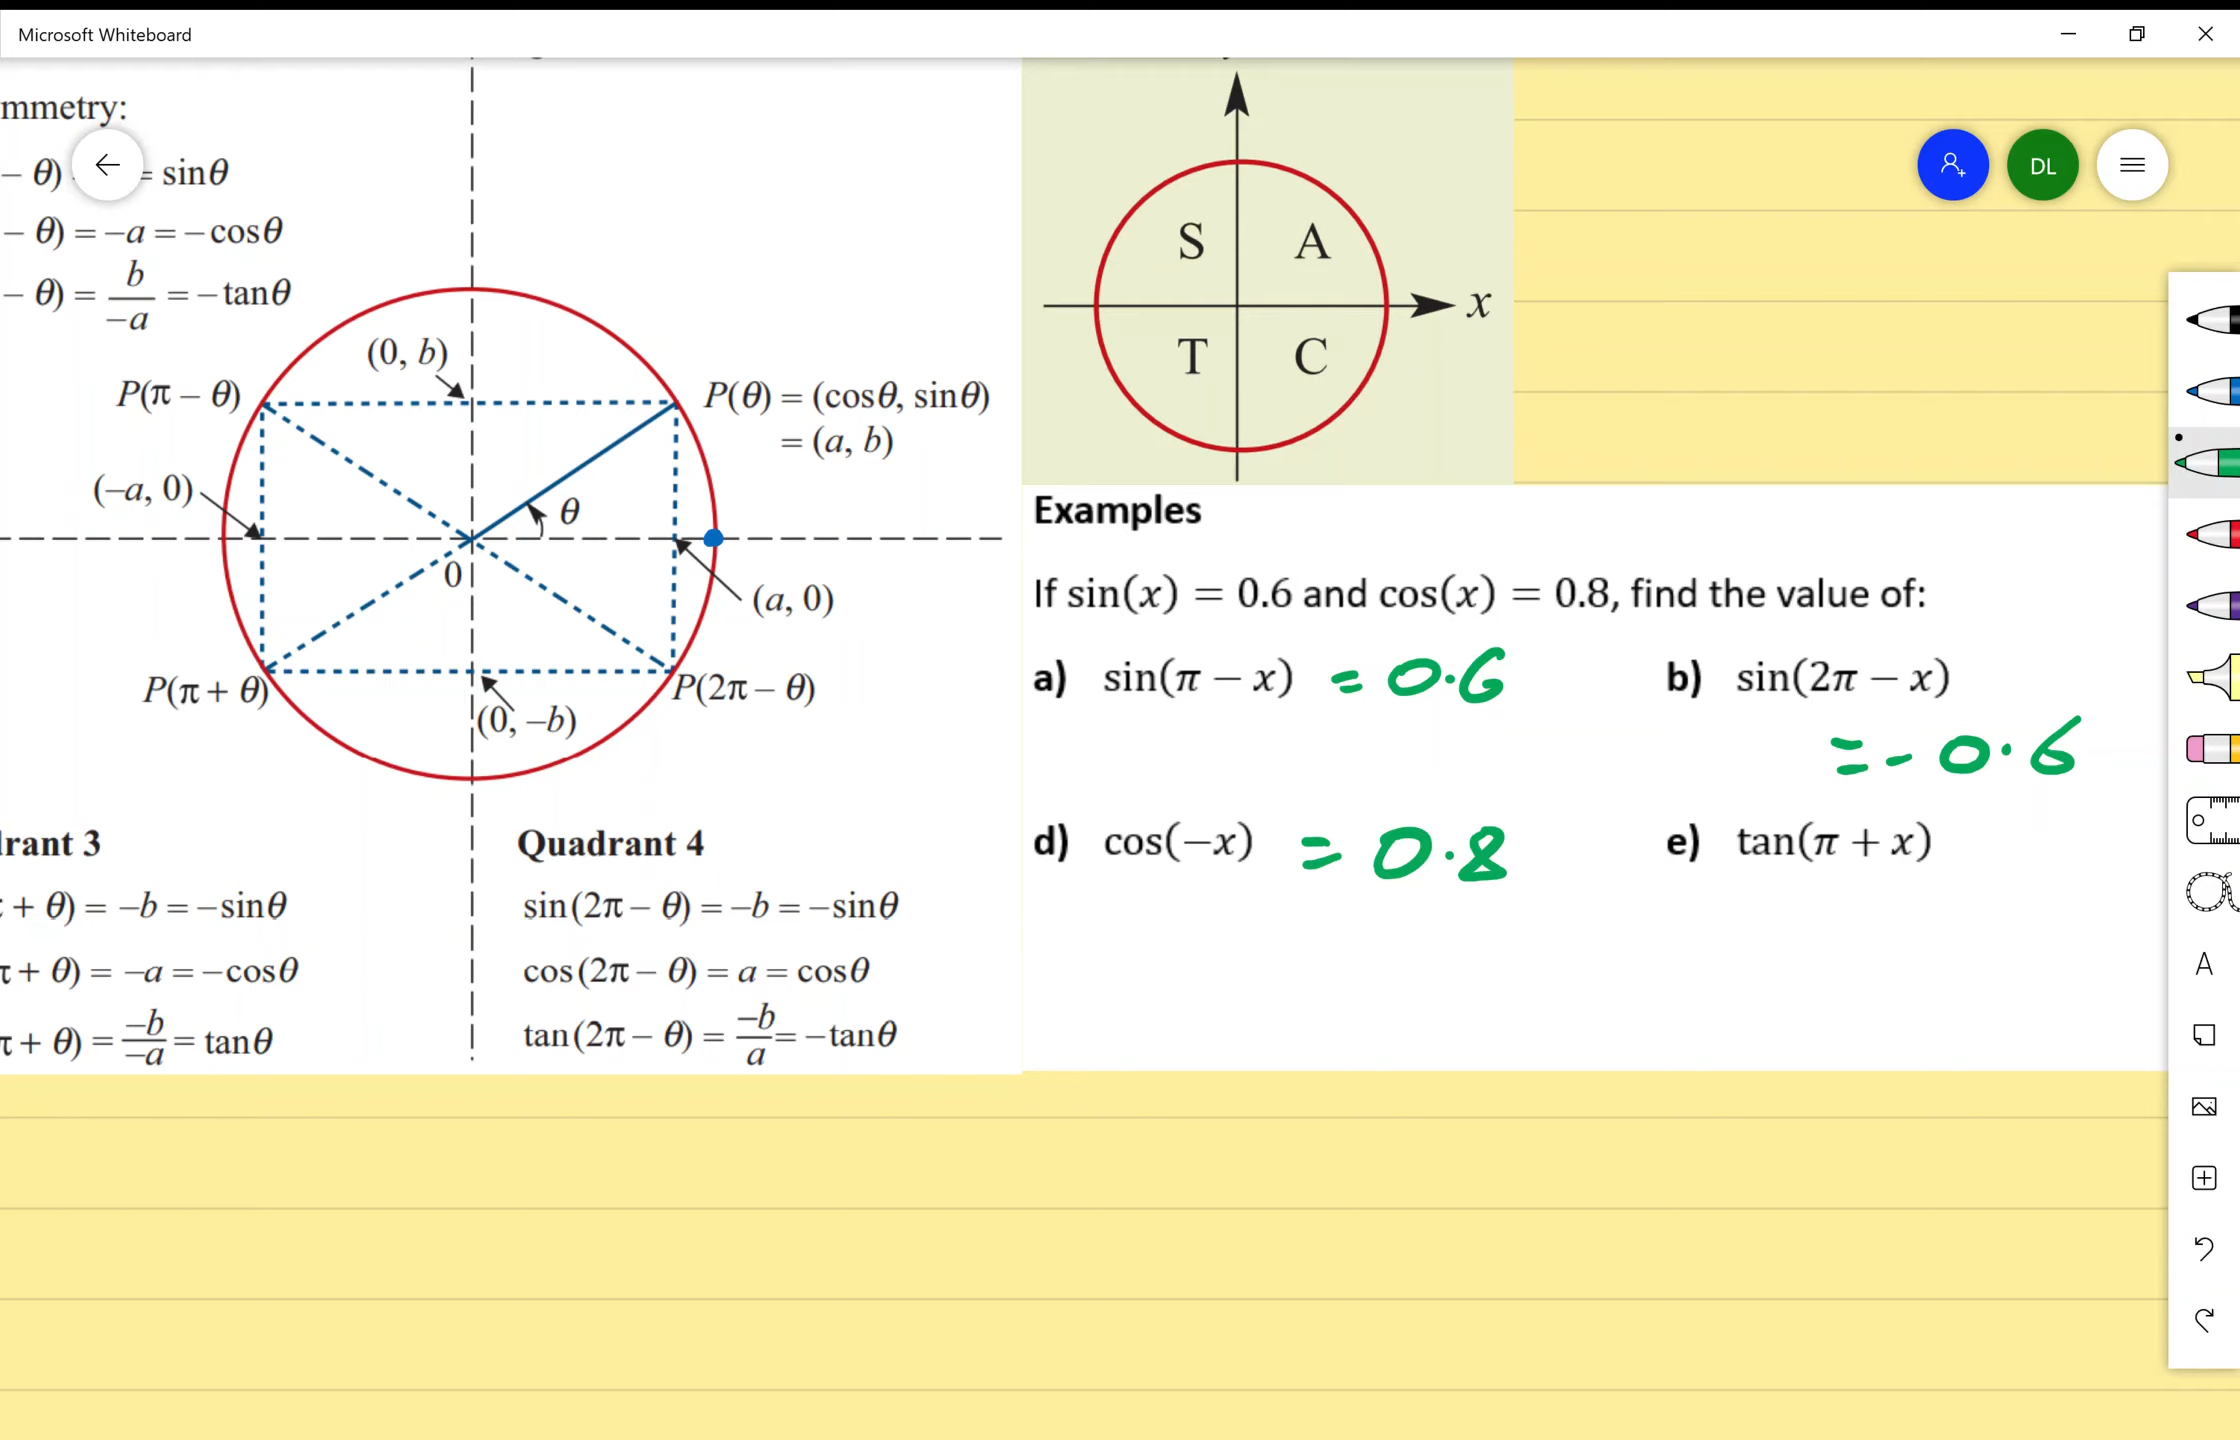 Microsoft Whiteboard
mmetry:
– θ) = sinθ
– θ) = –a = – cosθ
– θ) = b/–a = – tanθ
(0, b)
P(π – θ)
P(θ) = (cosθ, sinθ)
= (a, b)
(–a, 0)
θ
0
(a, 0)
P(π + θ)
P(2π – θ)
(0, –b)
rant 3
+ θ) = –b = – sinθ
π + θ) = –a = – cosθ
π + θ) = –b/–a = tanθ
Quadrant 4
sin(2π – θ) = –b = – sinθ
cos(2π – θ) = a = cosθ
tan(2π – θ) = –b/a = – tanθ
S A
x
T C
DL
Examples
If sin(x) = 0.6 and cos(x) = 0.8, find the value of:
a) sin(π − x) = 0.6
b) sin(2π − x)
= - 0.6
d) cos(−x) = 0.8
e) tan(π + x)
A